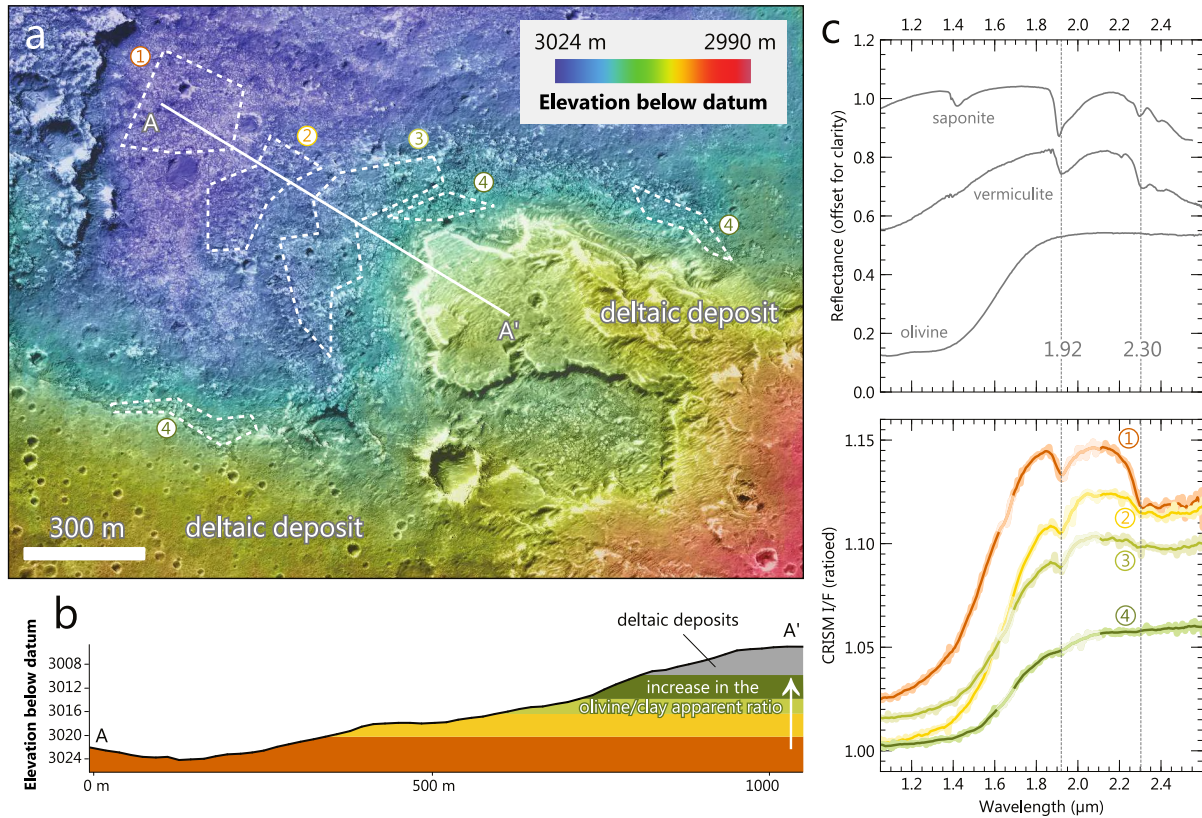 a
3024 m
2990 m
Elevation below datum
1
A
2
3
4
4
A'
deltaic deposit
4
deltaic deposit
300 m
b
Elevation below datum
3008
3012
3016
3020
3024
A
deltaic deposits
A'
increase in the
olivine/clay apparent ratio
0 m
500 m
1000
c
1.2 1.4 1.6 1.8 2.0 2.2 2.4
Reflectance (offset for clarity)
1.2
1.0
0.8
0.6
0.4
0.2
0.0
saponite
vermiculite
olivine
1.92
2.30
CRISM I/F (ratioed)
1.15
1.10
1.05
1.00
1
2
3
4
1.2 1.4 1.6 1.8 2.0 2.2 2.4
Wavelength (μm)